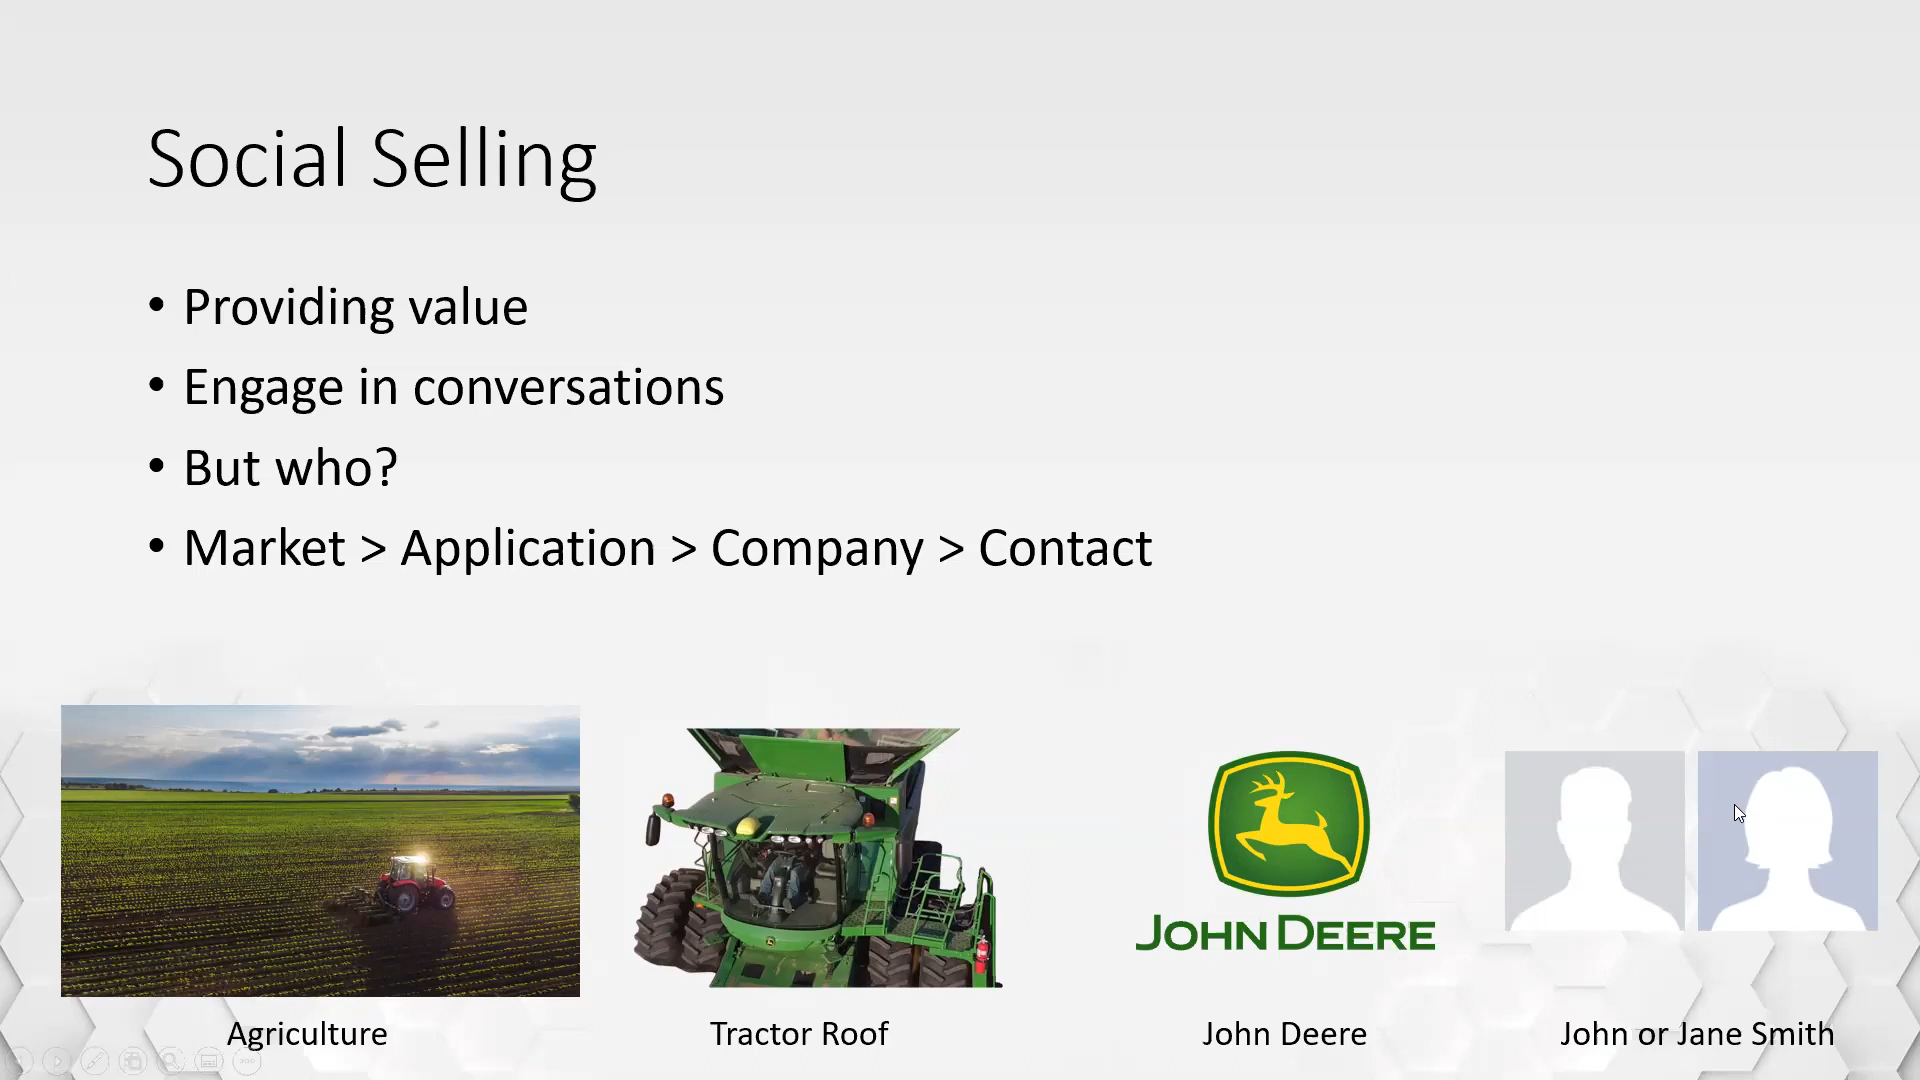 Social Selling
• Providing value
• Engage in conversations
• But who?
• Market > Application > Company > Contact
JOHN DEERE
Agriculture
Tractor Roof
John Deere
John or Jane Smith